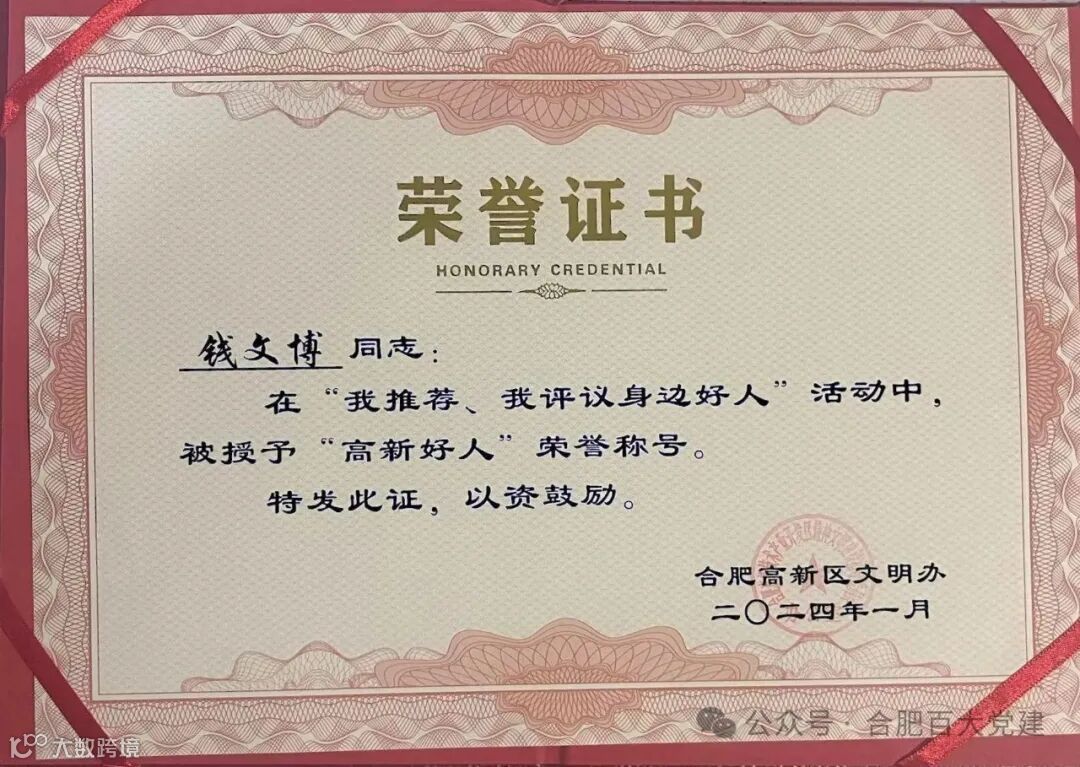 荣誉证书
HONORARY CREDENTIAL
钱文博 同志：
在“我推荐、我评议身边好人”活动中，
被授予“高新好人”荣誉称号。
特发此证，以资鼓励。
合肥高新区文明办
二〇二四年一月
公众号·合肥百大党建
大数跨境